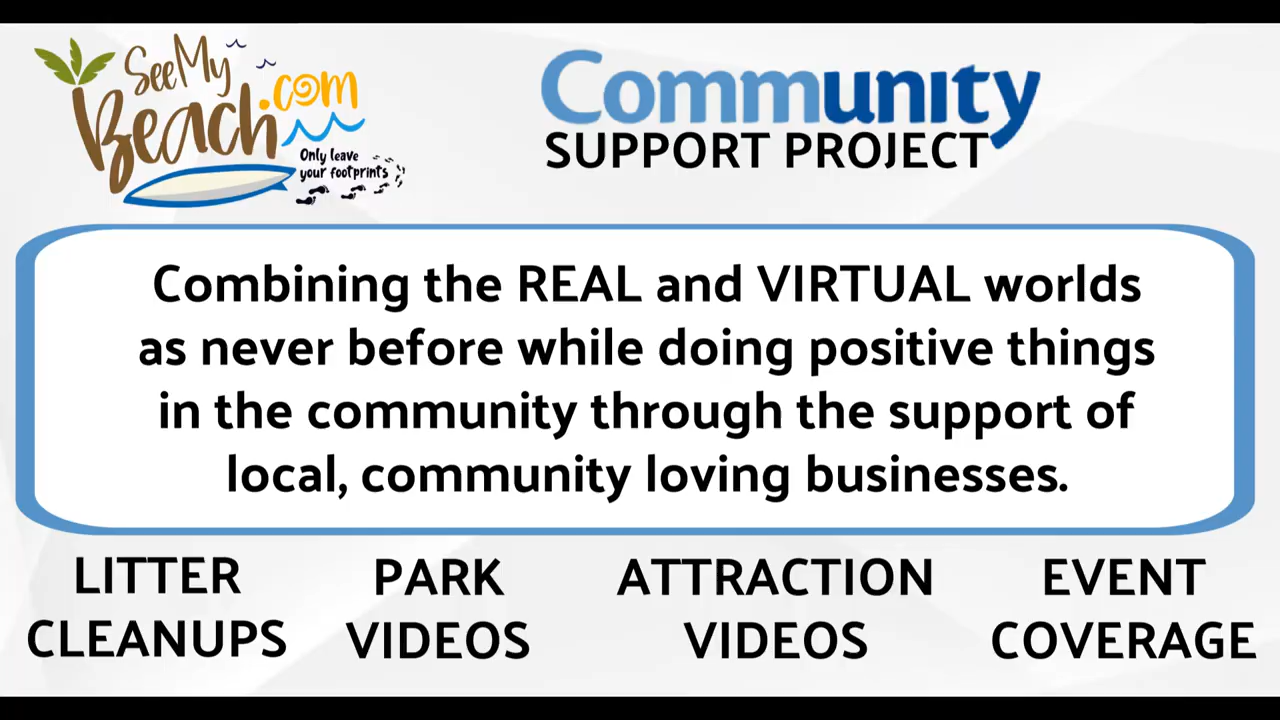 See My
Beach.com
Only leave
your footprints
Community
SUPPORT PROJECT
Combining the REAL and VIRTUAL worlds
as never before while doing positive things
in the community through the support of
local, community loving businesses.
LITTER
CLEANUPS
PARK
VIDEOS
ATTRACTION
VIDEOS
EVENT
COVERAGE